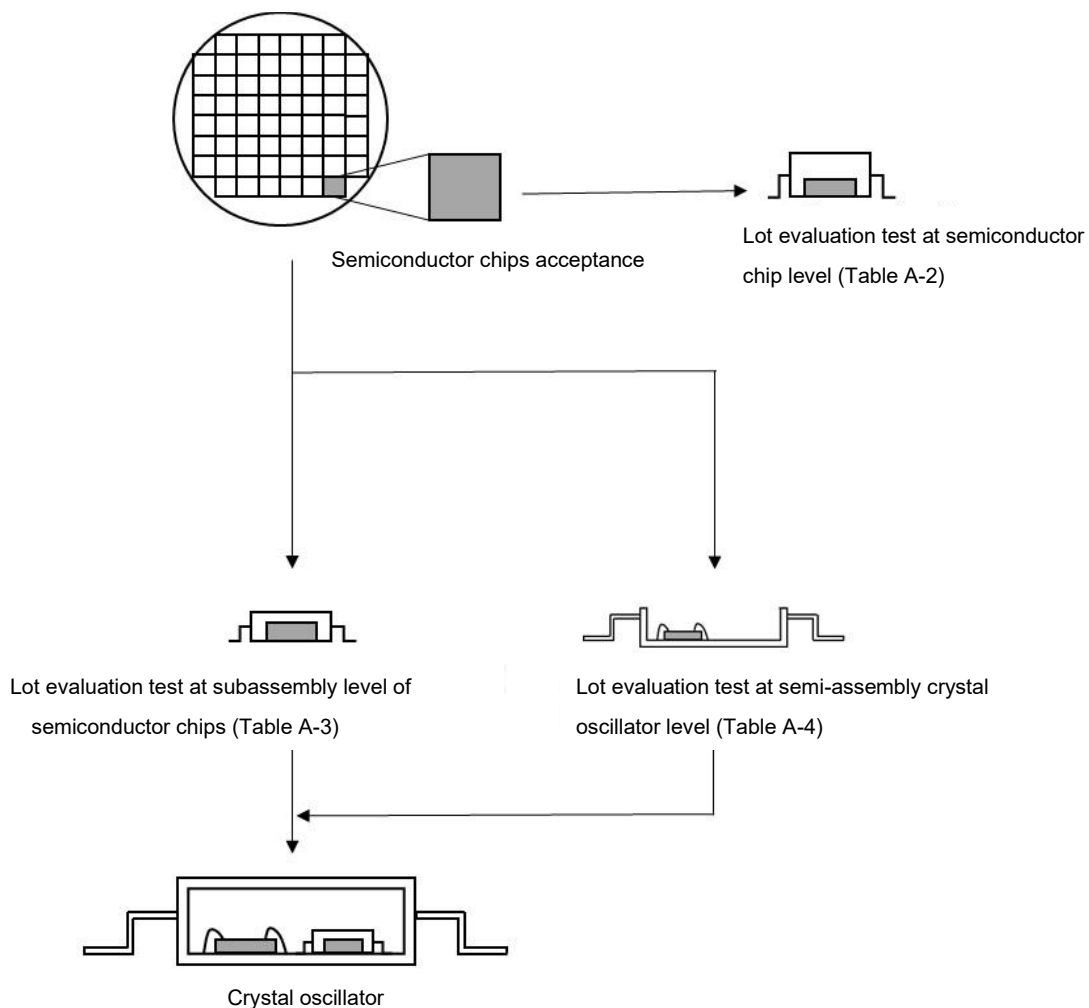 Semiconductor chips acceptance
Lot evaluation test at semiconductor
chip level (Table A-2)
Lot evaluation test at subassembly level of
semiconductor chips (Table A-3)
Lot evaluation test at semi-assembly crystal
oscillator level (Table A-4)
Crystal oscillator